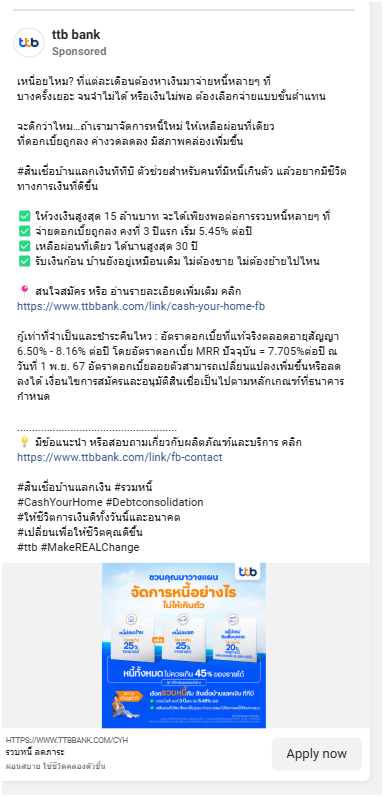 ttb
ttb bank
Sponsored
เหนื่อยไหม? ที่แต่ละเดือนต้องหาเงินมาจ่ายหนี้หลายๆ ที่
บางครั้งเยอะ จนจำไม่ได้ หรือเงินไม่พอ ต้องเลือกจ่ายแบบขั้นต่ำแทน
จะดีกว่าไหม...ถ้าเรามาจัดการหนี้ใหม่ ให้เหลือผ่อนที่เดียว
ที่ดอกเบี้ยถูกลง ค่างวดลดลง มีสภาพคล่องเพิ่มขึ้น
#สินเชื่อบ้านแลกเงินทีทีบี ตัวช่วยสำหรับคนที่มีหนี้เกินตัว แล้วอยากมีชีวิต
ทางการเงินที่ดีขึ้น
✅ ให้วงเงินสูงสุด 15 ล้านบาท จะได้เพียงพอต่อการรวบหนี้หลายๆ ที่
✅ จ่ายดอกเบี้ยถูกลง คงที่ 3 ปีแรก เริ่ม 5.45% ต่อปี
✅ เหลือผ่อนที่เดียว ได้นานสูงสุด 30 ปี
✅ รับเงินก้อน บ้านยังอยู่เหมือนเดิม ไม่ต้องขาย ไม่ต้องย้ายไปไหน
📍 สนใจสมัคร หรือ อ่านรายละเอียดเพิ่มเติม คลิก
https://www.ttbbank.com/link/cash-your-home-fb
กู้เท่าที่จำเป็นและชำระคืนไหว : อัตราดอกเบี้ยที่แท้จริงตลอดอายุสัญญา
6.50% - 8.16% ต่อปี โดยอัตราดอกเบี้ย MRR ปัจจุบัน = 7.705%ต่อปี ณ
วันที่ 1 พ.ย. 67 อัตราดอกเบี้ยลอยตัวสามารถเปลี่ยนแปลงเพิ่มขึ้นหรือลด
ลงได้ เงื่อนไขการสมัครและอนุมัติสินเชื่อเป็นไปตามหลักเกณฑ์ที่ธนาคาร
กำหนด
......................................................
💡 มีข้อแนะนำ หรือสอบถามเกี่ยวกับผลิตภัณฑ์และบริการ คลิก
https://www.ttbbank.com/link/fb-contact
#สินเชื่อบ้านแลกเงิน #รวมหนี้
#CashYourHome #Debtconsolidation
#ให้ชีวิตการเงินดีทั้งวันนี้และอนาคต
#เปลี่ยนเพื่อให้ชีวิตคุณดีขึ้น
#ttb #MakeREALChange
ttb
ชวนคุณมาวางแผน
จัดการหนี้อย่างไร
ไม่ให้เกินตัว
หนี้ผ่อนบ้าน
25%
หรือ
หนี้ผ่อนรถ
25%
20%
หนี้ทั้งหมด ไม่ควรเกิน 45% ของรายได้
เลือกรวบหนี้กับ สินเชื่อบ้านแลกเงิน ทีทีบี
HTTPS://WWW.TTBBANK.COM/CYH
รวบหนี้ ลดภาระ
ผ่อนสบาย ใช้ชีวิตคล่องตัวขึ้น
Apply now